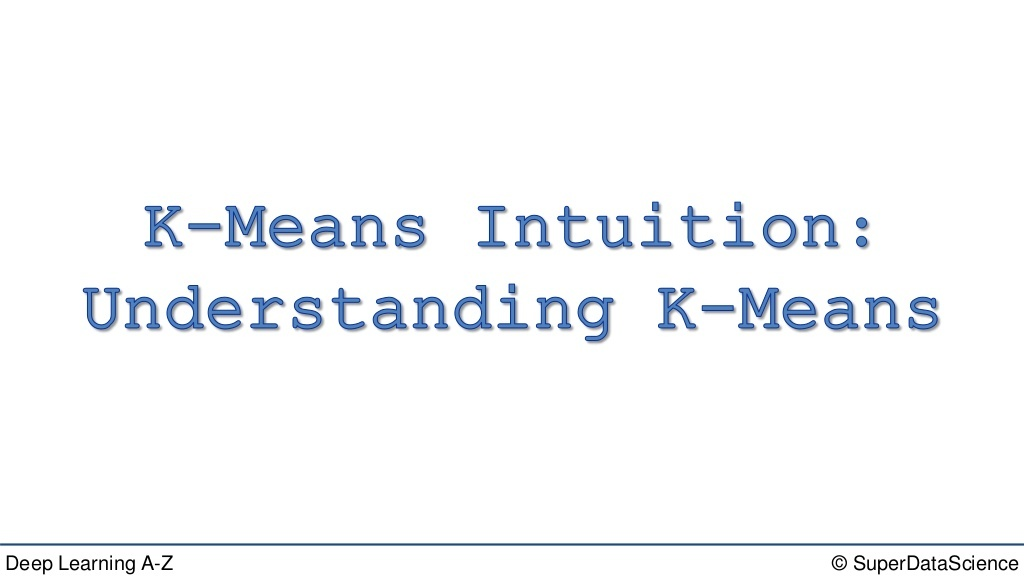 K-Means Intuition:
Understanding K-Means
Deep Learning A-Z
© SuperDataScience